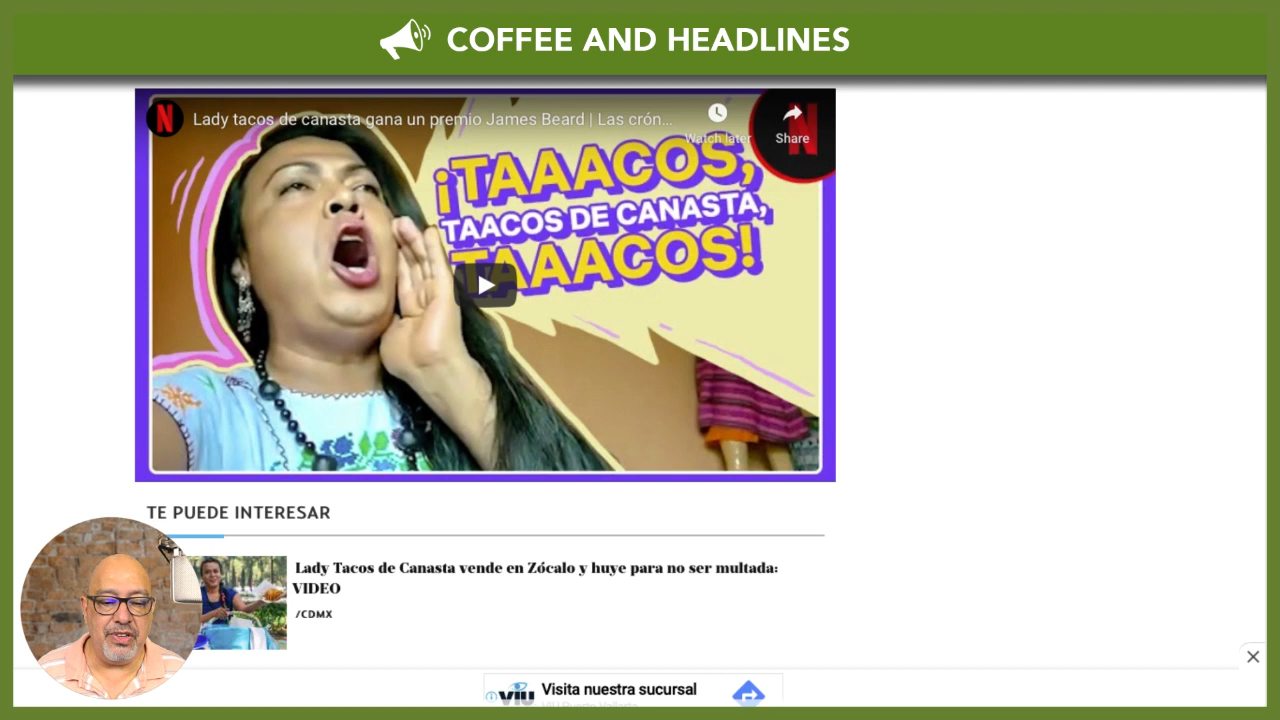 COFFEE AND HEADLINES
Lady tacos de canasta gana un premio James Beard | Las crón...
Watch later
Share
¡TAAACOS,
TAACOS DE CANASTA,
TAAACOS!
TE PUEDE INTERESAR
Lady Tacos de Canasta vende en Zócalo y huye para no ser multada:
VIDEO
/CDMX
VIU
Visita nuestra sucursal